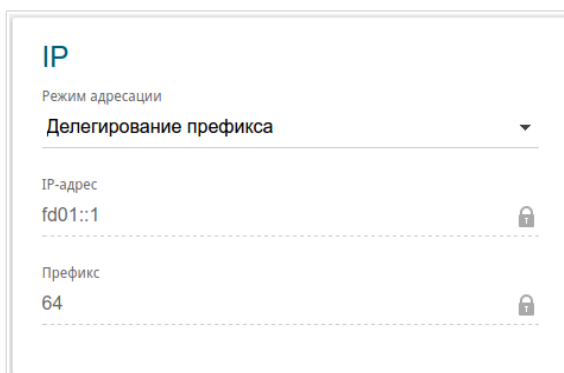 IP
Режим адресации
Делегирование префикса
IP-адрес
fd01::1
Префикс
64